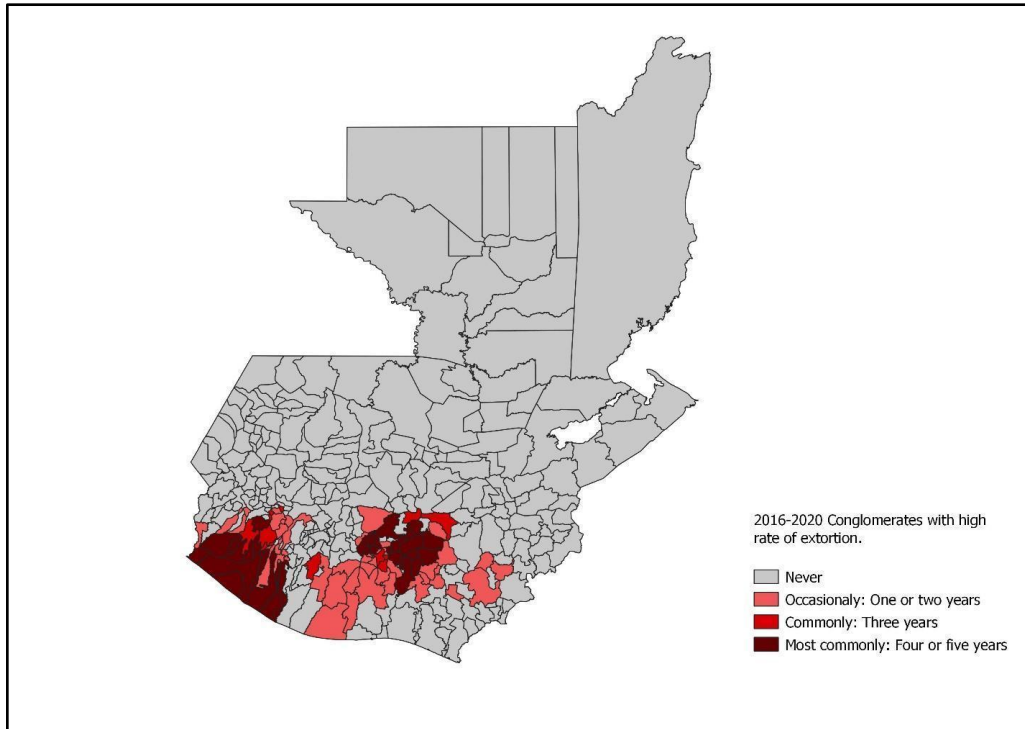 2016-2020 Conglomerates with high
rate of extortion.
Never
Occasionaly: One or two years
Commonly: Three years
Most commonly: Four or five years